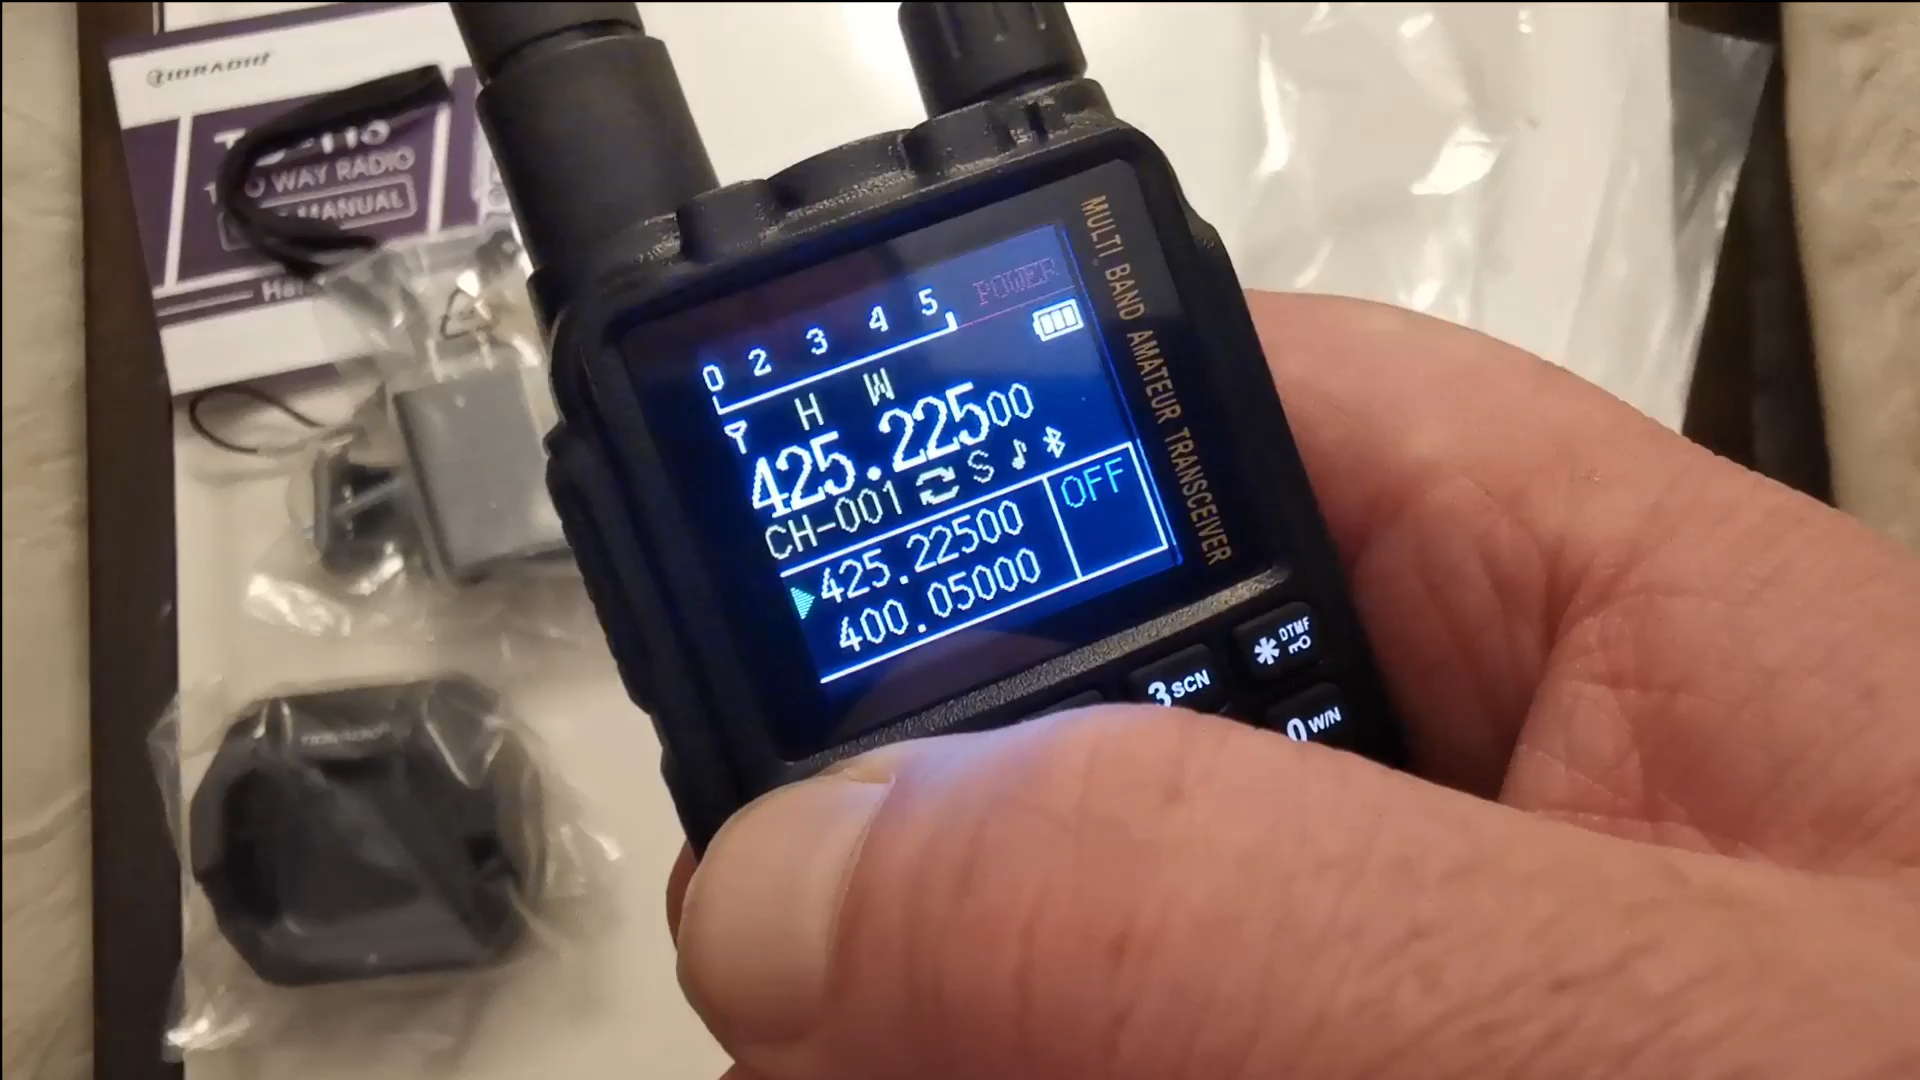 TIDRADIO
WAY RADIO
MANUAL
MULTI BAND AMATEUR TRANSCEIVER
0 2 3 4 5 POWER
H W
425.22500
CH-001 S
425.22500 OFF
400.05000
3 SCN
* DTMF
0 W/N